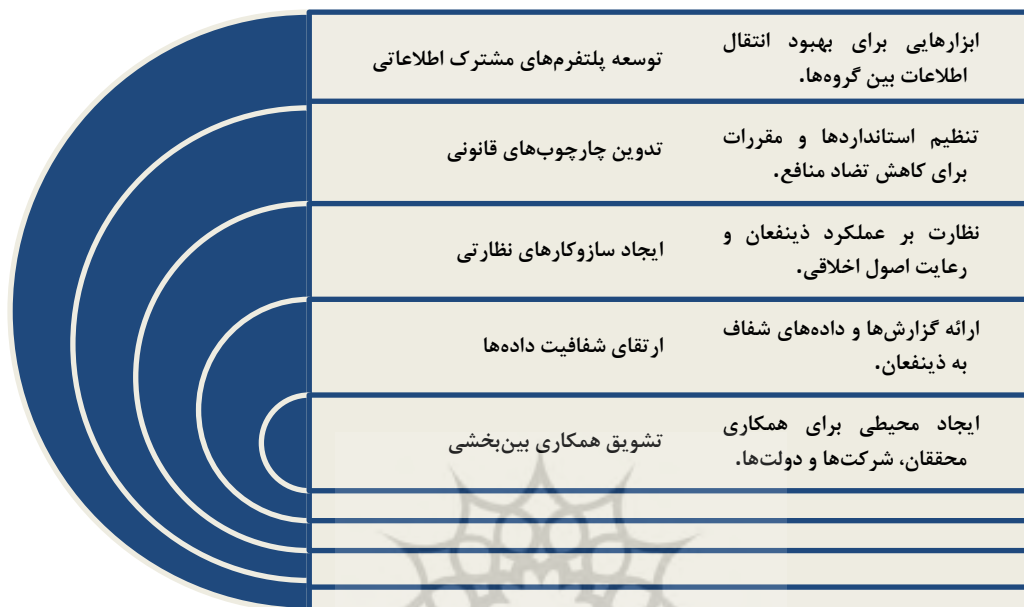 ابزارهایی برای بهبود انتقال
اطلاعات بین گروه‌ها.
توسعه پلتفرم‌های مشترک اطلاعاتی
تنظیم استانداردها و مقررات
برای کاهش تضاد منافع.
تدوین چارچوب‌های قانونی
نظارت بر عملکرد ذینفعان و
رعایت اصول اخلاقی.
ایجاد سازوکارهای نظارتی
ارائه گزارش‌ها و داده‌های شفاف
به ذینفعان.
ارتقای شفافیت داده‌ها
ایجاد محیطی برای همکاری
محققان، شرکت‌ها و دولت‌ها.
تشویق همکاری بین‌بخشی